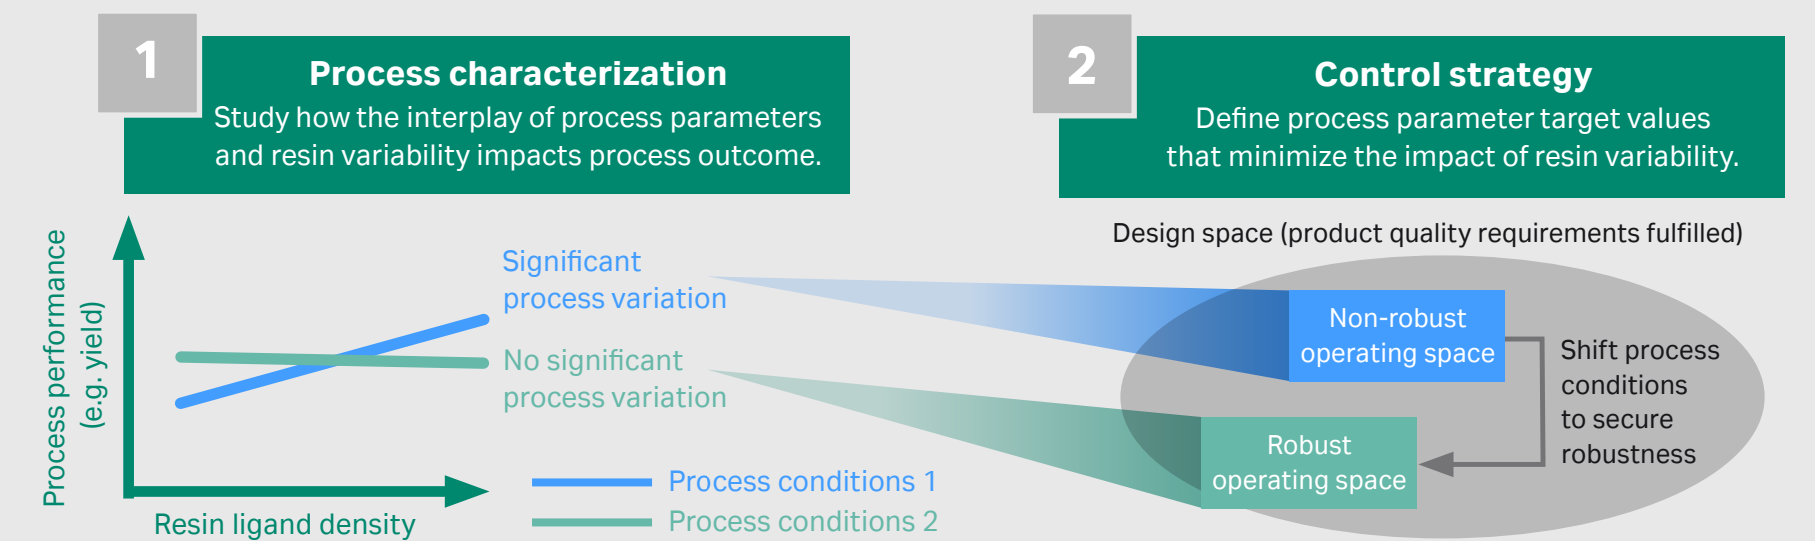 1
Process characterization
Study how the interplay of process parameters
and resin variability impacts process outcome.
Process performance
(e.g. yield)
Significant
process variation
No significant
process variation
Process conditions 1
Process conditions 2
Resin ligand density
2
Control strategy
Define process parameter target values
that minimize the impact of resin variability.
Design space (product quality requirements fulfilled)
Non-robust
operating space
Robust
operating space
Shift process
conditions
to secure
robustness